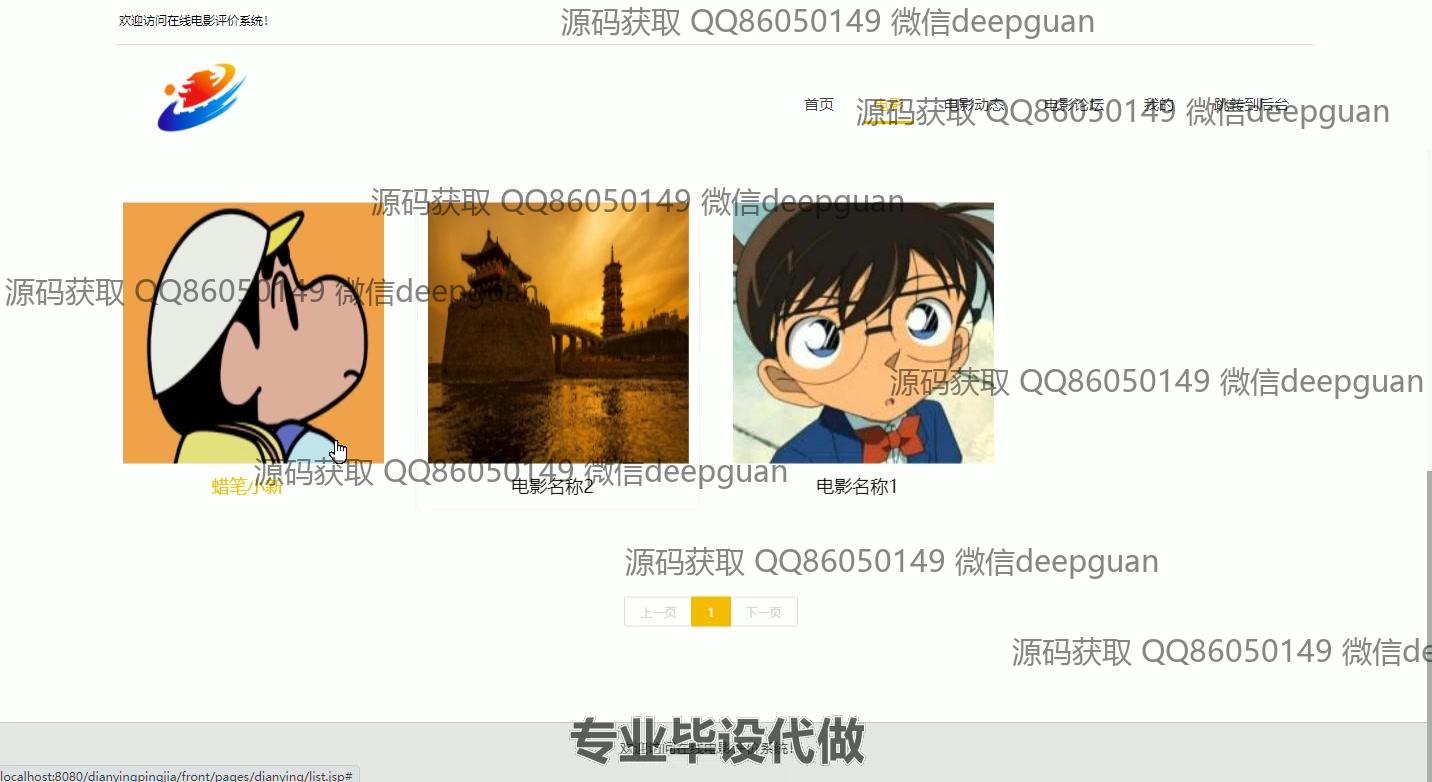 欢迎访问在线电影评价系统!
源码获取 QQ86050149 微信deepguan
首页 电影 电影动态 电影论坛 我的 跳转到后台
源码获取 QQ86050149 微信deepguan
源码获取 QQ86050149 微信deepguan
源码获取 QQ86050149 微信deepguan
源码获取 QQ86050149 微信deepguan
源码获取 QQ86050149 微信deepguan
蜡笔小新 电影名称2 电影名称1
源码获取 QQ86050149 微信deepguan
上一页 1 下一页
源码获取 QQ86050149 微信de
专业毕设代做
欢迎访问在线电影评价系统!
localhost:8080/dianyingpingjia/front/pages/dianying/list.jsp#